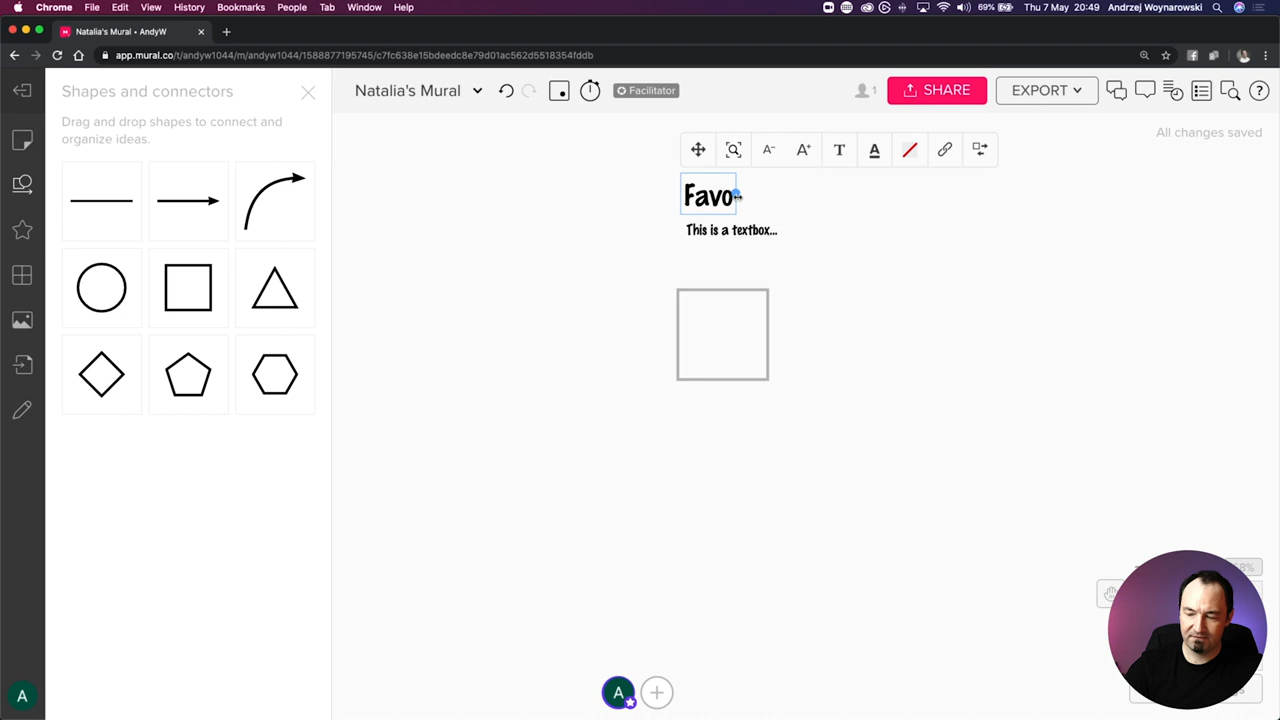 Chrome File Edit View History Bookmarks People Tab Window Help 69% Thu 7 May 20:49 Andrzej Woynarowski
Natalia's Mural • AndyW
app.mural.co/t/andyw1044/m/andyw1044/1588877195745/c7fc638e15bdeedc8e79d01ac562d5518354fddb
Shapes and connectors
Natalia's Mural Facilitator 1 SHARE EXPORT
Drag and drop shapes to connect and
organize ideas.
All changes saved
A- A+ T A
Favo
This is a textbox...
A
A